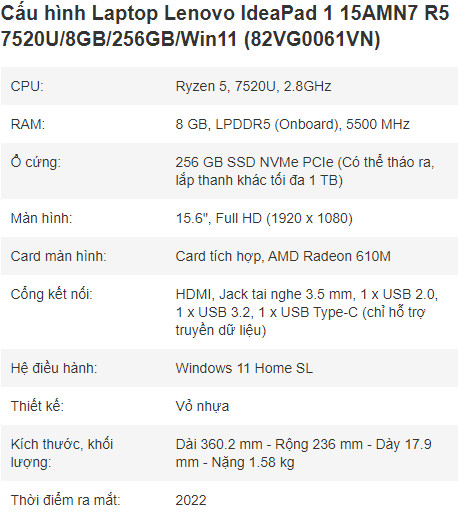 Cấu hình Laptop Lenovo IdeaPad 1 15AMN7 R5
7520U/8GB/256GB/Win11 (82VG0061VN)
CPU: Ryzen 5, 7520U, 2.8GHz
RAM: 8 GB, LPDDR5 (Onboard), 5500 MHz
Ổ cứng: 256 GB SSD NVMe PCIe (Có thể tháo ra,
lắp thanh khác tối đa 1 TB)
Màn hình: 15.6", Full HD (1920 x 1080)
Card màn hình: Card tích hợp, AMD Radeon 610M
Cổng kết nối: HDMI, Jack tai nghe 3.5 mm, 1 x USB 2.0,
1 x USB 3.2, 1 x USB Type-C (chỉ hỗ trợ
truyền dữ liệu)
Hệ điều hành: Windows 11 Home SL
Thiết kế: Vỏ nhựa
Kích thước, khối Dài 360.2 mm - Rộng 236 mm - Dày 17.9
lượng: mm - Nặng 1.58 kg
Thời điểm ra mắt: 2022